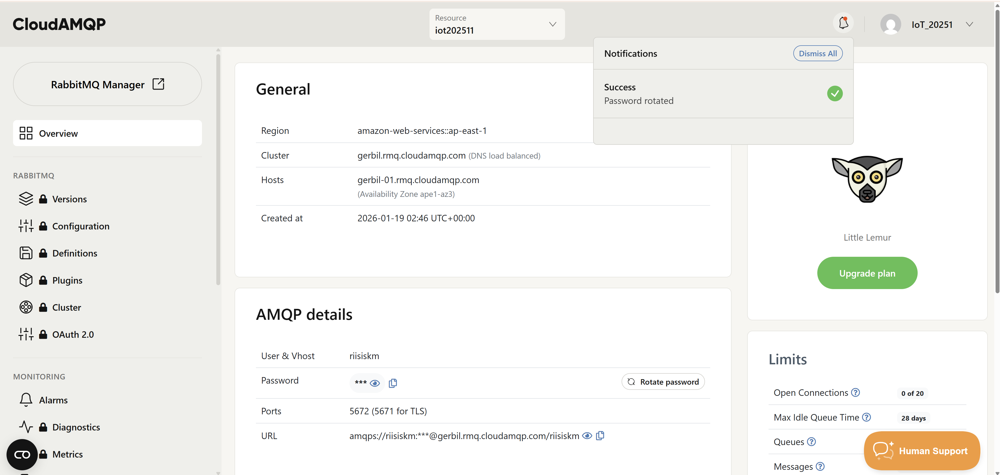 CloudAMQP
Resource
iot202511
IoT_20251
Notifications
Dismiss All
Success
Password rotated
RabbitMQ Manager
Overview
RABBITMQ
Versions
Configuration
Definitions
Plugins
Cluster
OAuth 2.0
MONITORING
Alarms
Diagnostics
Metrics
General
Region amazon-web-services::ap-east-1
Cluster gerbil.rmq.cloudamqp.com (DNS load balanced)
Hosts gerbil-01.rmq.cloudamqp.com
(Availability Zone ape1-az3)
Created at 2026-01-19 02:46 UTC+00:00
AMQP details
User & Vhost riisiskm
Password *** Rotate password
Ports 5672 (5671 for TLS)
URL amqps://riisiskm:***@gerbil.rmq.cloudamqp.com/riisiskm
Little Lemur
Upgrade plan
Limits
Open Connections 0 of 20
Max Idle Queue Time 28 days
Queues
Messages
Human Support